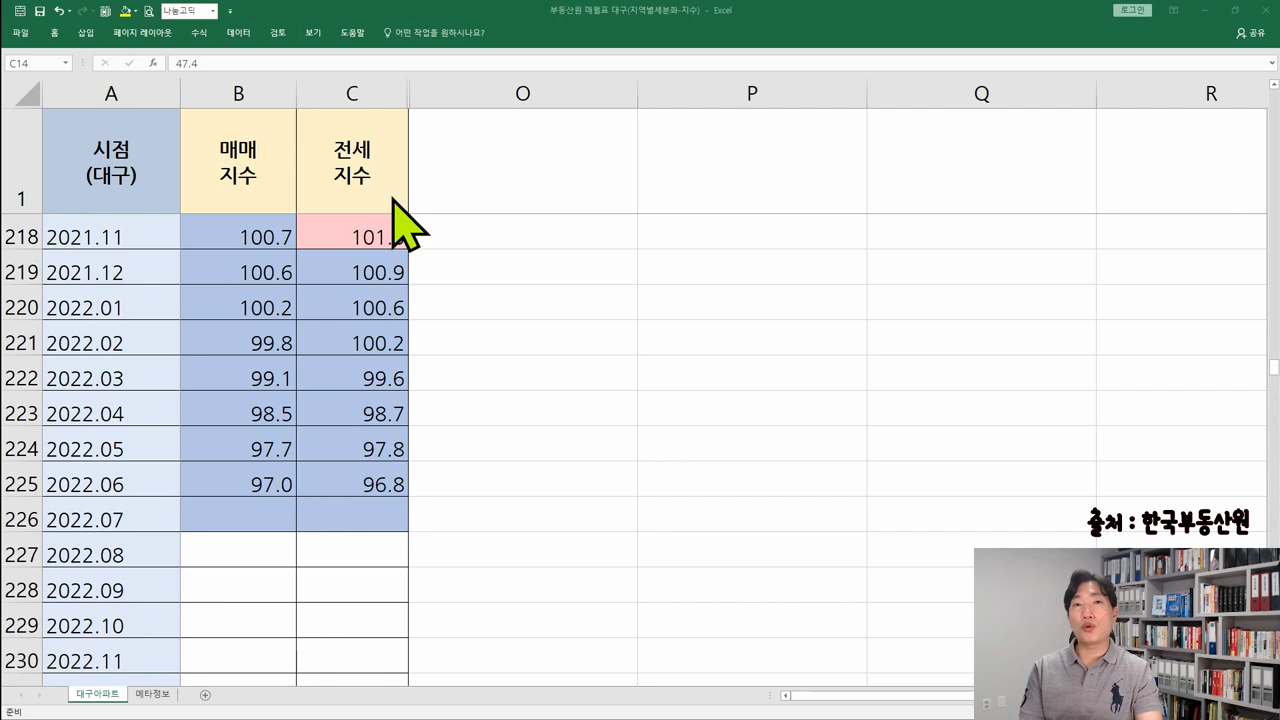 나눔고딕
부동산원 매월표 대구(지역별세분화-지수) - Excel
로그인
파일 홈 삽입 페이지 레이아웃 수식 데이터 검토 보기 도움말 어떤 작업을 원하시나요? 공유
C14 fx 47.4
A B C O P Q R
1 시점 매매 전세
(대구) 지수 지수
218 2021.11 100.7 101.
219 2021.12 100.6 100.9
220 2022.01 100.2 100.6
221 2022.02 99.8 100.2
222 2022.03 99.1 99.6
223 2022.04 98.5 98.7
224 2022.05 97.7 97.8
225 2022.06 97.0 96.8
226 2022.07
227 2022.08
228 2022.09
229 2022.10
230 2022.11
출처 : 한국부동산원
대구아파트 메타정보
준비